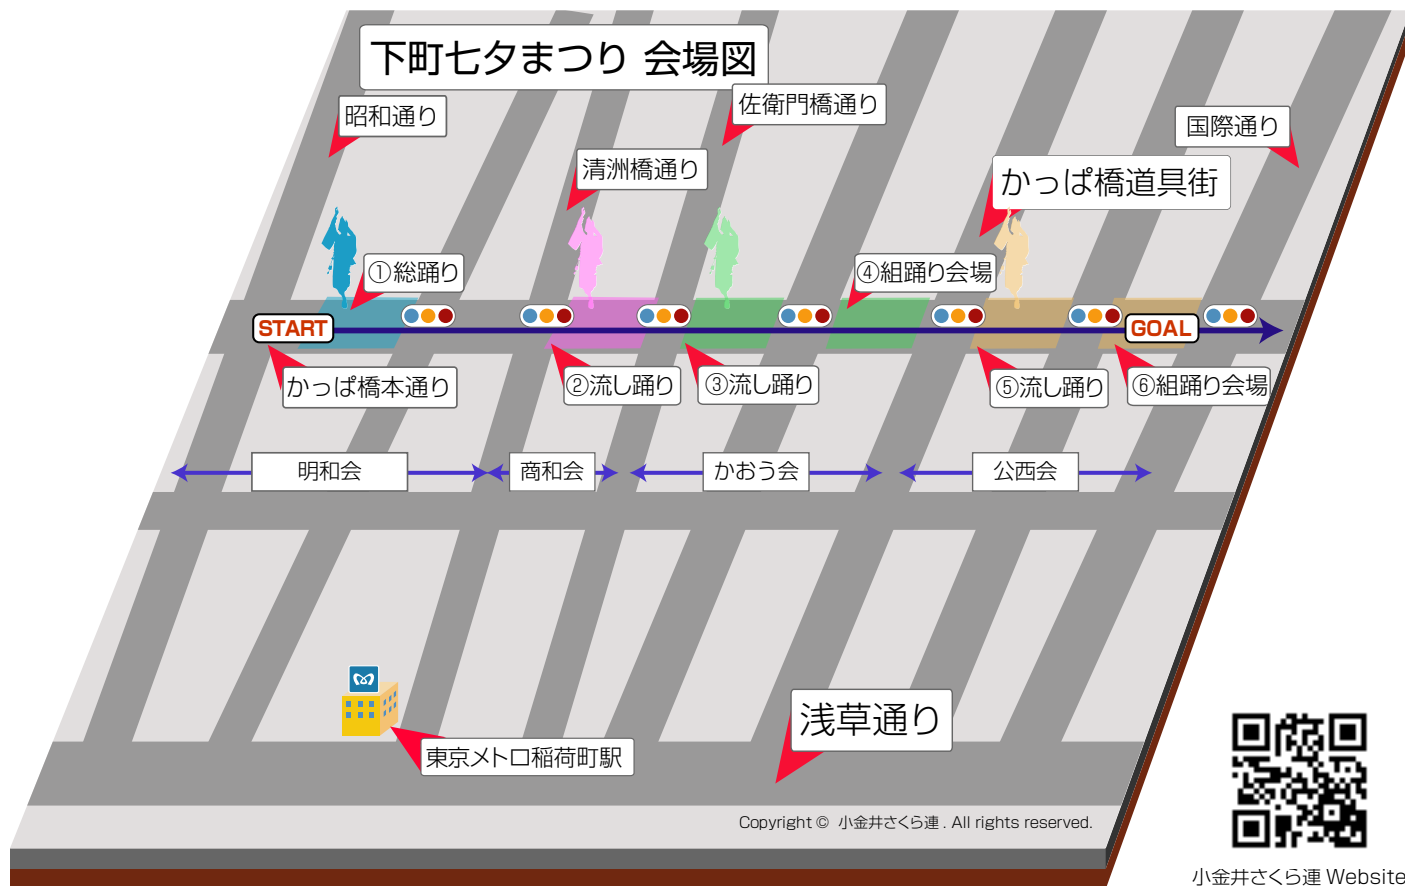 下町七夕まつり 会場図
昭和通り
佐衛門橋通り
国際通り
清洲橋通り
かっぱ橋道具街
①総踊り
④組踊り会場
START
GOAL
かっぱ橋本通り
②流し踊り
③流し踊り
⑤流し踊り
⑥組踊り会場
明和会
商和会
かおう会
公西会
浅草通り
東京メトロ稲荷町駅
Copyright © 小金井さくら連 . All rights reserved.
小金井さくら連 Website